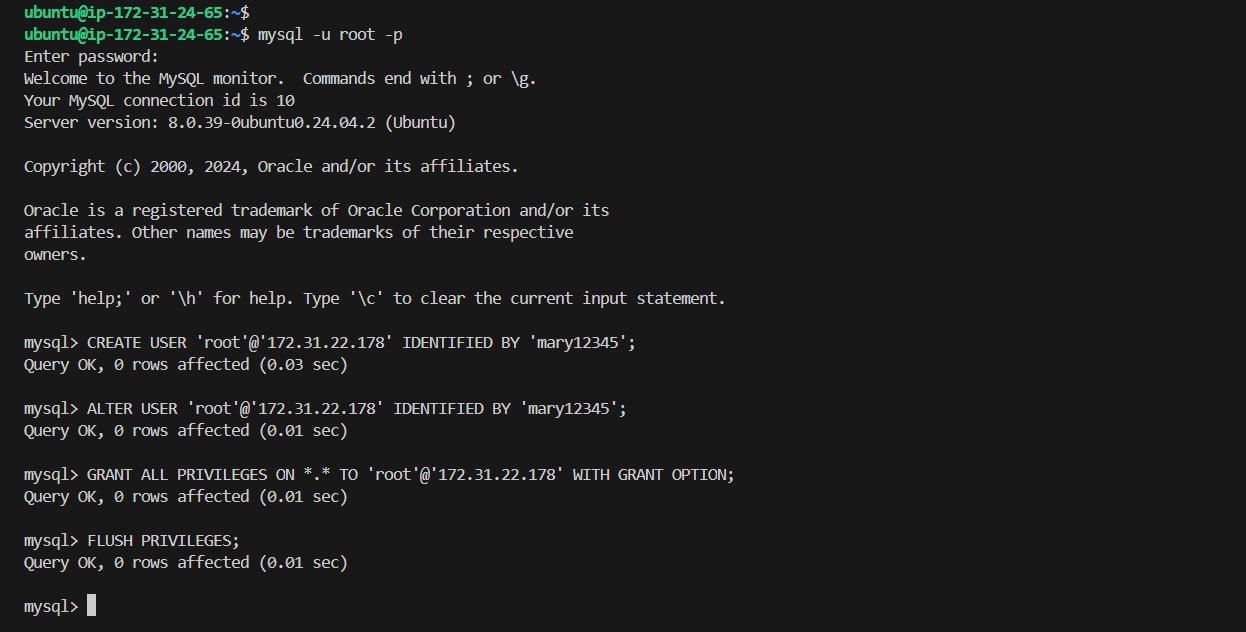 ubuntu@ip-172-31-24-65:~$
ubuntu@ip-172-31-24-65:~$ mysql -u root -p
Enter password:
Welcome to the MySQL monitor.  Commands end with ; or \g.
Your MySQL connection id is 10
Server version: 8.0.39-0ubuntu0.24.04.2 (Ubuntu)

Copyright (c) 2000, 2024, Oracle and/or its affiliates.

Oracle is a registered trademark of Oracle Corporation and/or its
affiliates. Other names may be trademarks of their respective
owners.

Type 'help;' or '\h' for help. Type '\c' to clear the current input statement.

mysql> CREATE USER 'root'@'172.31.22.178' IDENTIFIED BY 'mary12345';
Query OK, 0 rows affected (0.03 sec)

mysql> ALTER USER 'root'@'172.31.22.178' IDENTIFIED BY 'mary12345';
Query OK, 0 rows affected (0.01 sec)

mysql> GRANT ALL PRIVILEGES ON *.* TO 'root'@'172.31.22.178' WITH GRANT OPTION;
Query OK, 0 rows affected (0.01 sec)

mysql> FLUSH PRIVILEGES;
Query OK, 0 rows affected (0.01 sec)

mysql>